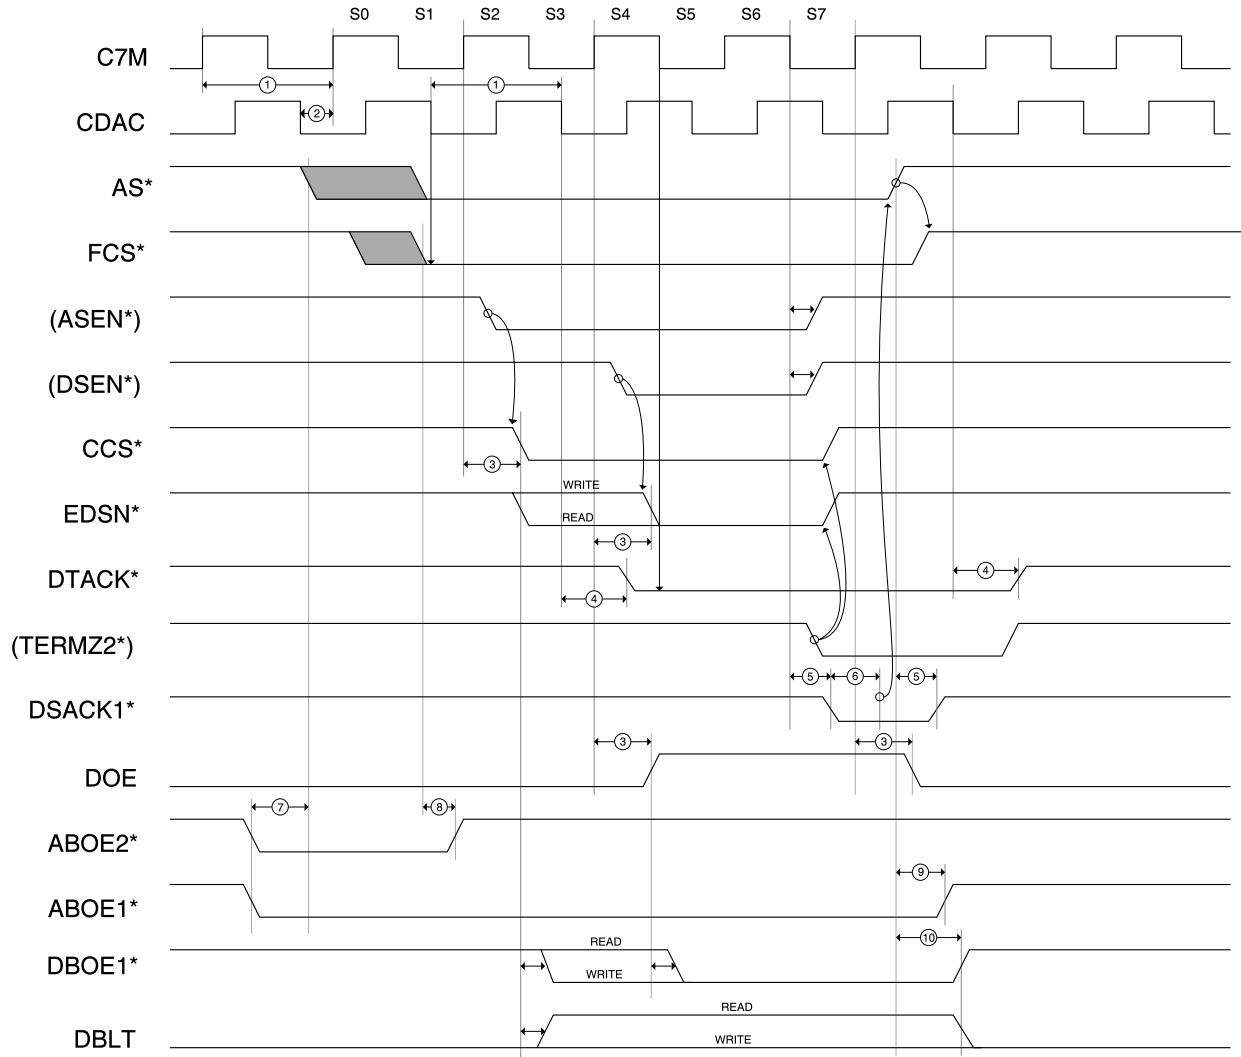 S0 S1 S2 S3 S4 S5 S6 S7
C7M
1 1
CDAC
2
AS*
FCS*
(ASEN*)
(DSEN*)
CCS*
3
WRITE
EDSN*
READ
3
DTACK*
4
4
(TERMZ2*)
5 6 5
DSACK1*
3 3
DOE
7 8
ABOE2*
9
ABOE1*
10
READ
DBOE1*
WRITE
READ
DBLT
WRITE